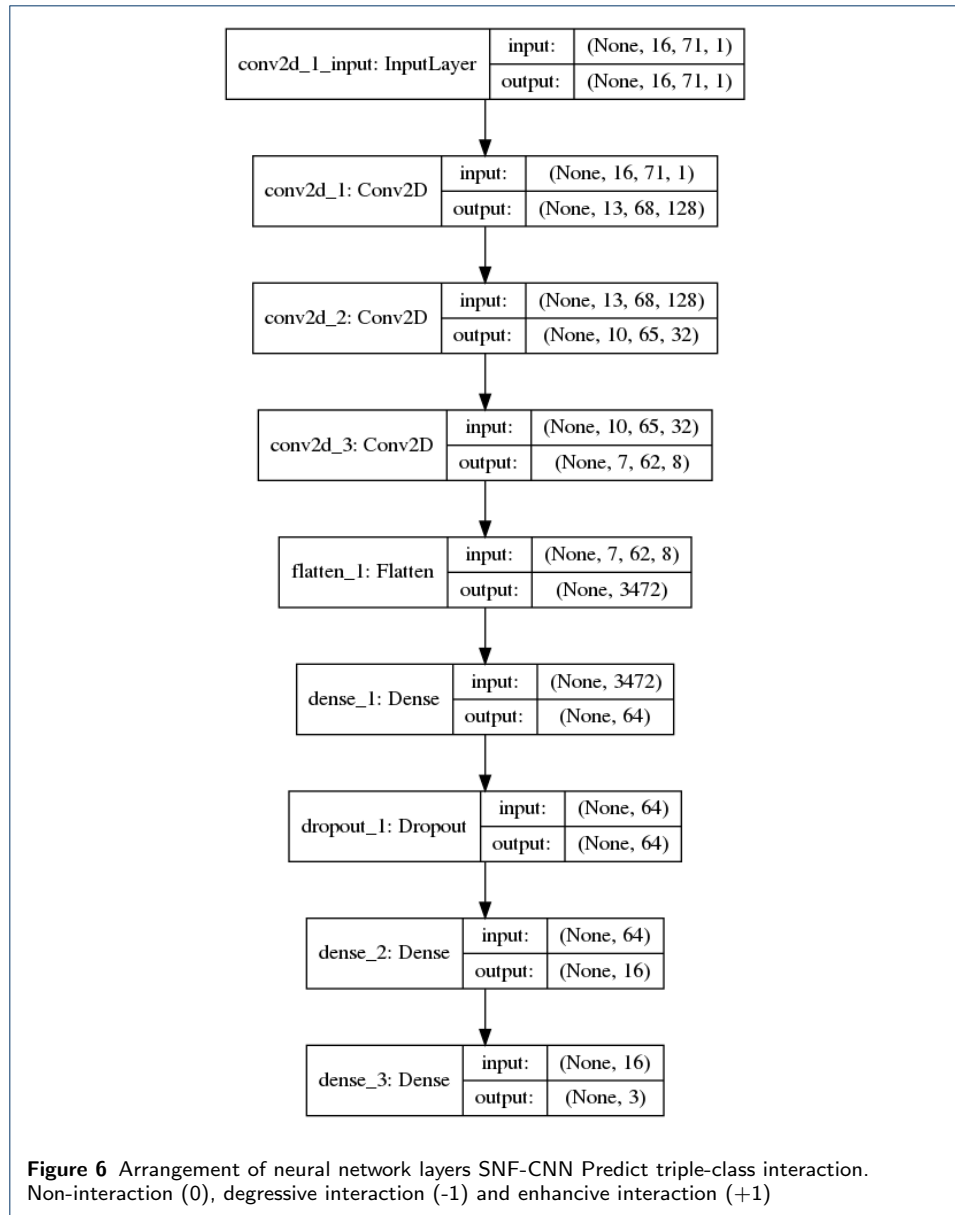 conv2d_1_input: InputLayer
input: (None, 16, 71, 1)
output: (None, 16, 71, 1)
conv2d_1: Conv2D
input: (None, 16, 71, 1)
output: (None, 13, 68, 128)
conv2d_2: Conv2D
input: (None, 13, 68, 128)
output: (None, 10, 65, 32)
conv2d_3: Conv2D
input: (None, 10, 65, 32)
output: (None, 7, 62, 8)
flatten_1: Flatten
input: (None, 7, 62, 8)
output: (None, 3472)
dense_1: Dense
input: (None, 3472)
output: (None, 64)
dropout_1: Dropout
input: (None, 64)
output: (None, 64)
dense_2: Dense
input: (None, 64)
output: (None, 16)
dense_3: Dense
input: (None, 16)
output: (None, 3)
Figure 6 Arrangement of neural network layers SNF-CNN Predict triple-class interaction.
Non-interaction (0), degressive interaction (-1) and enhancive interaction (+1)